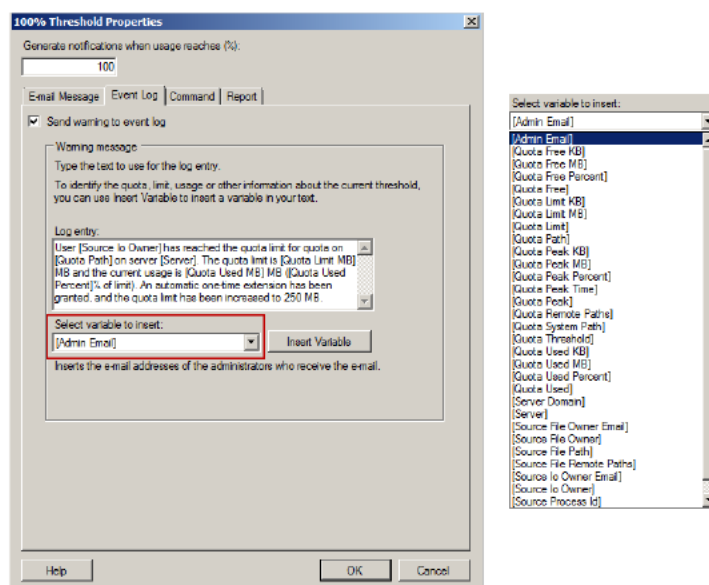 100% Threshold Properties
Generate notifications when usage reaches (%):
100
E-mail Message
Event Log
Command
Report
Send warning to event log
Warning message
Type the text to use for the log entry.
To identify the quota, limit, usage or other information about the current threshold,
you can use Insert Variable to insert a variable in your text.
Log entry:
User [Source Io Owner] has reached the quota limit for quota on
[Quota Path] on server [Server]. The quota limit is [Quota Limit MB]
MB and the current usage is [Quota Used MB] MB ([Quota Used
Percent]% of limit). An automatic one-time extension has been
granted, and the quota limit has been increased to 250 MB.
Select variable to insert:
[Admin Email]
Insert Variable
Inserts the e-mail addresses of the administrators who receive the e-mail.
Help
OK
Cancel
Select variable to insert:
[Admin Email]
[Admin Email]
[Quota Free KB]
[Quota Free MB]
[Quota Free Percent]
[Quota Free]
[Quota Limit KB]
[Quota Limit MB]
[Quota Limit]
[Quota Path]
[Quota Peak KB]
[Quota Peak MB]
[Quota Peak Percent]
[Quota Peak Time]
[Quota Peak]
[Quota Remote Paths]
[Quota System Path]
[Quota Threshold]
[Quota Used KB]
[Quota Used MB]
[Quota Used Percent]
[Quota Used]
[Server Domain]
[Server]
[Source File Owner Email]
[Source File Owner]
[Source File Path]
[Source File Remote Paths]
[Source Io Owner Email]
[Source Io Owner]
[Source Process Id]